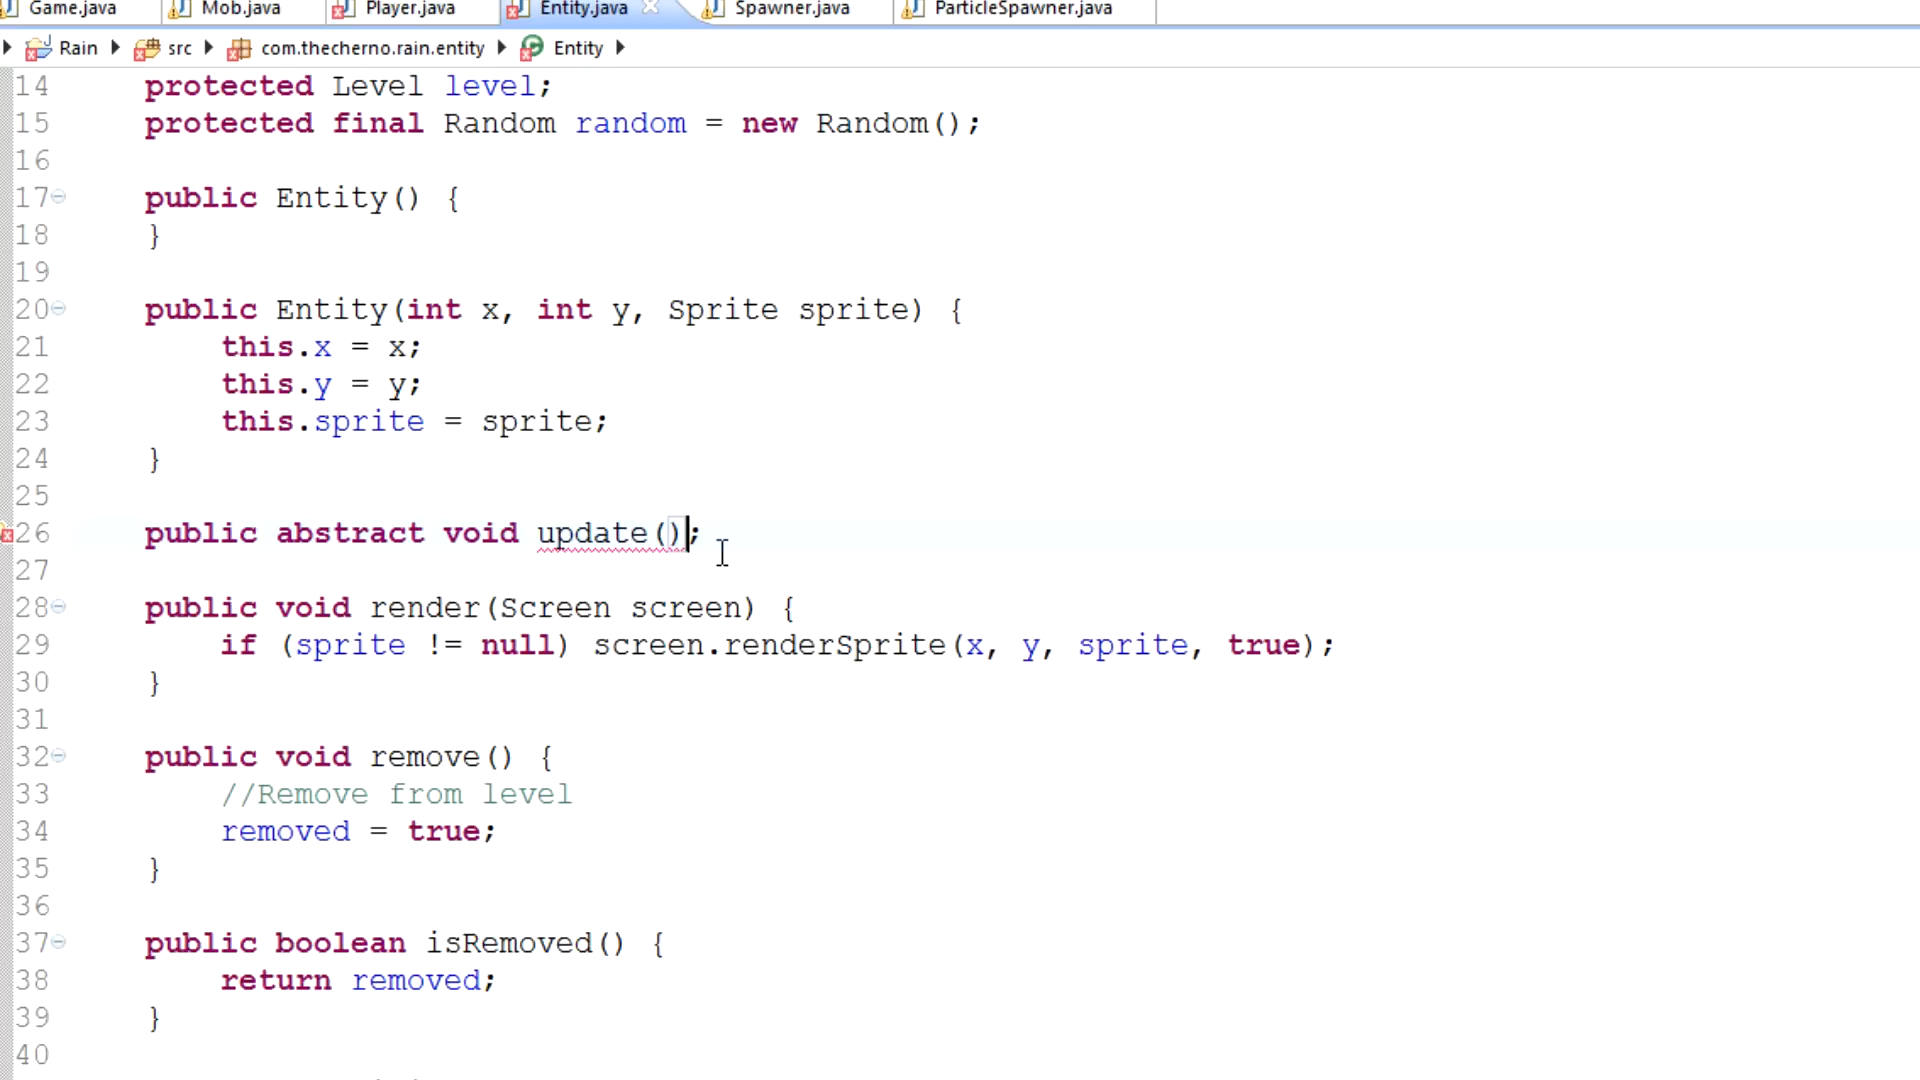 Game.java Mob.java Player.java Entity.java Spawner.java ParticleSpawner.java
Rain src com.thecherno.rain.entity Entity
14 protected Level level;
15 protected final Random random = new Random();
16
17 public Entity() {
18 }
19
20 public Entity(int x, int y, Sprite sprite) {
21 this.x = x;
22 this.y = y;
23 this.sprite = sprite;
24 }
25
26 public abstract void update();
27
28 public void render(Screen screen) {
29 if (sprite != null) screen.renderSprite(x, y, sprite, true);
30 }
31
32 public void remove() {
33 //Remove from level
34 removed = true;
35 }
36
37 public boolean isRemoved() {
38 return removed;
39 }
40